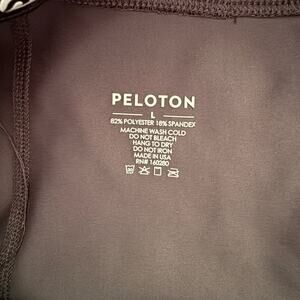 PELOTON
L
82% POLYESTER 18% SPANDEX
MACHINE WASH COLD
DO NOT BLEACH
HANG TO DRY
DO NOT IRON
MADE IN USA
RN# 160280